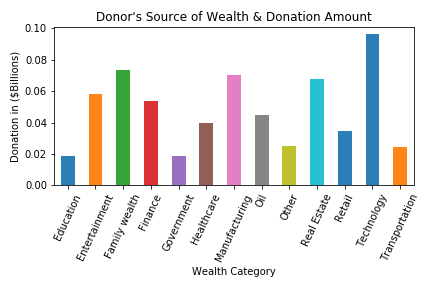 Donor's Source of Wealth & Donation Amount
Donation in ($Billions)
0.10
0.08
0.06
0.04
0.02
0.00
Education
Entertainment
Family wealth
Finance
Government
Healthcare
Manufacturing
Oil
Other
Real Estate
Retail
Technology
Transportation
Wealth Category